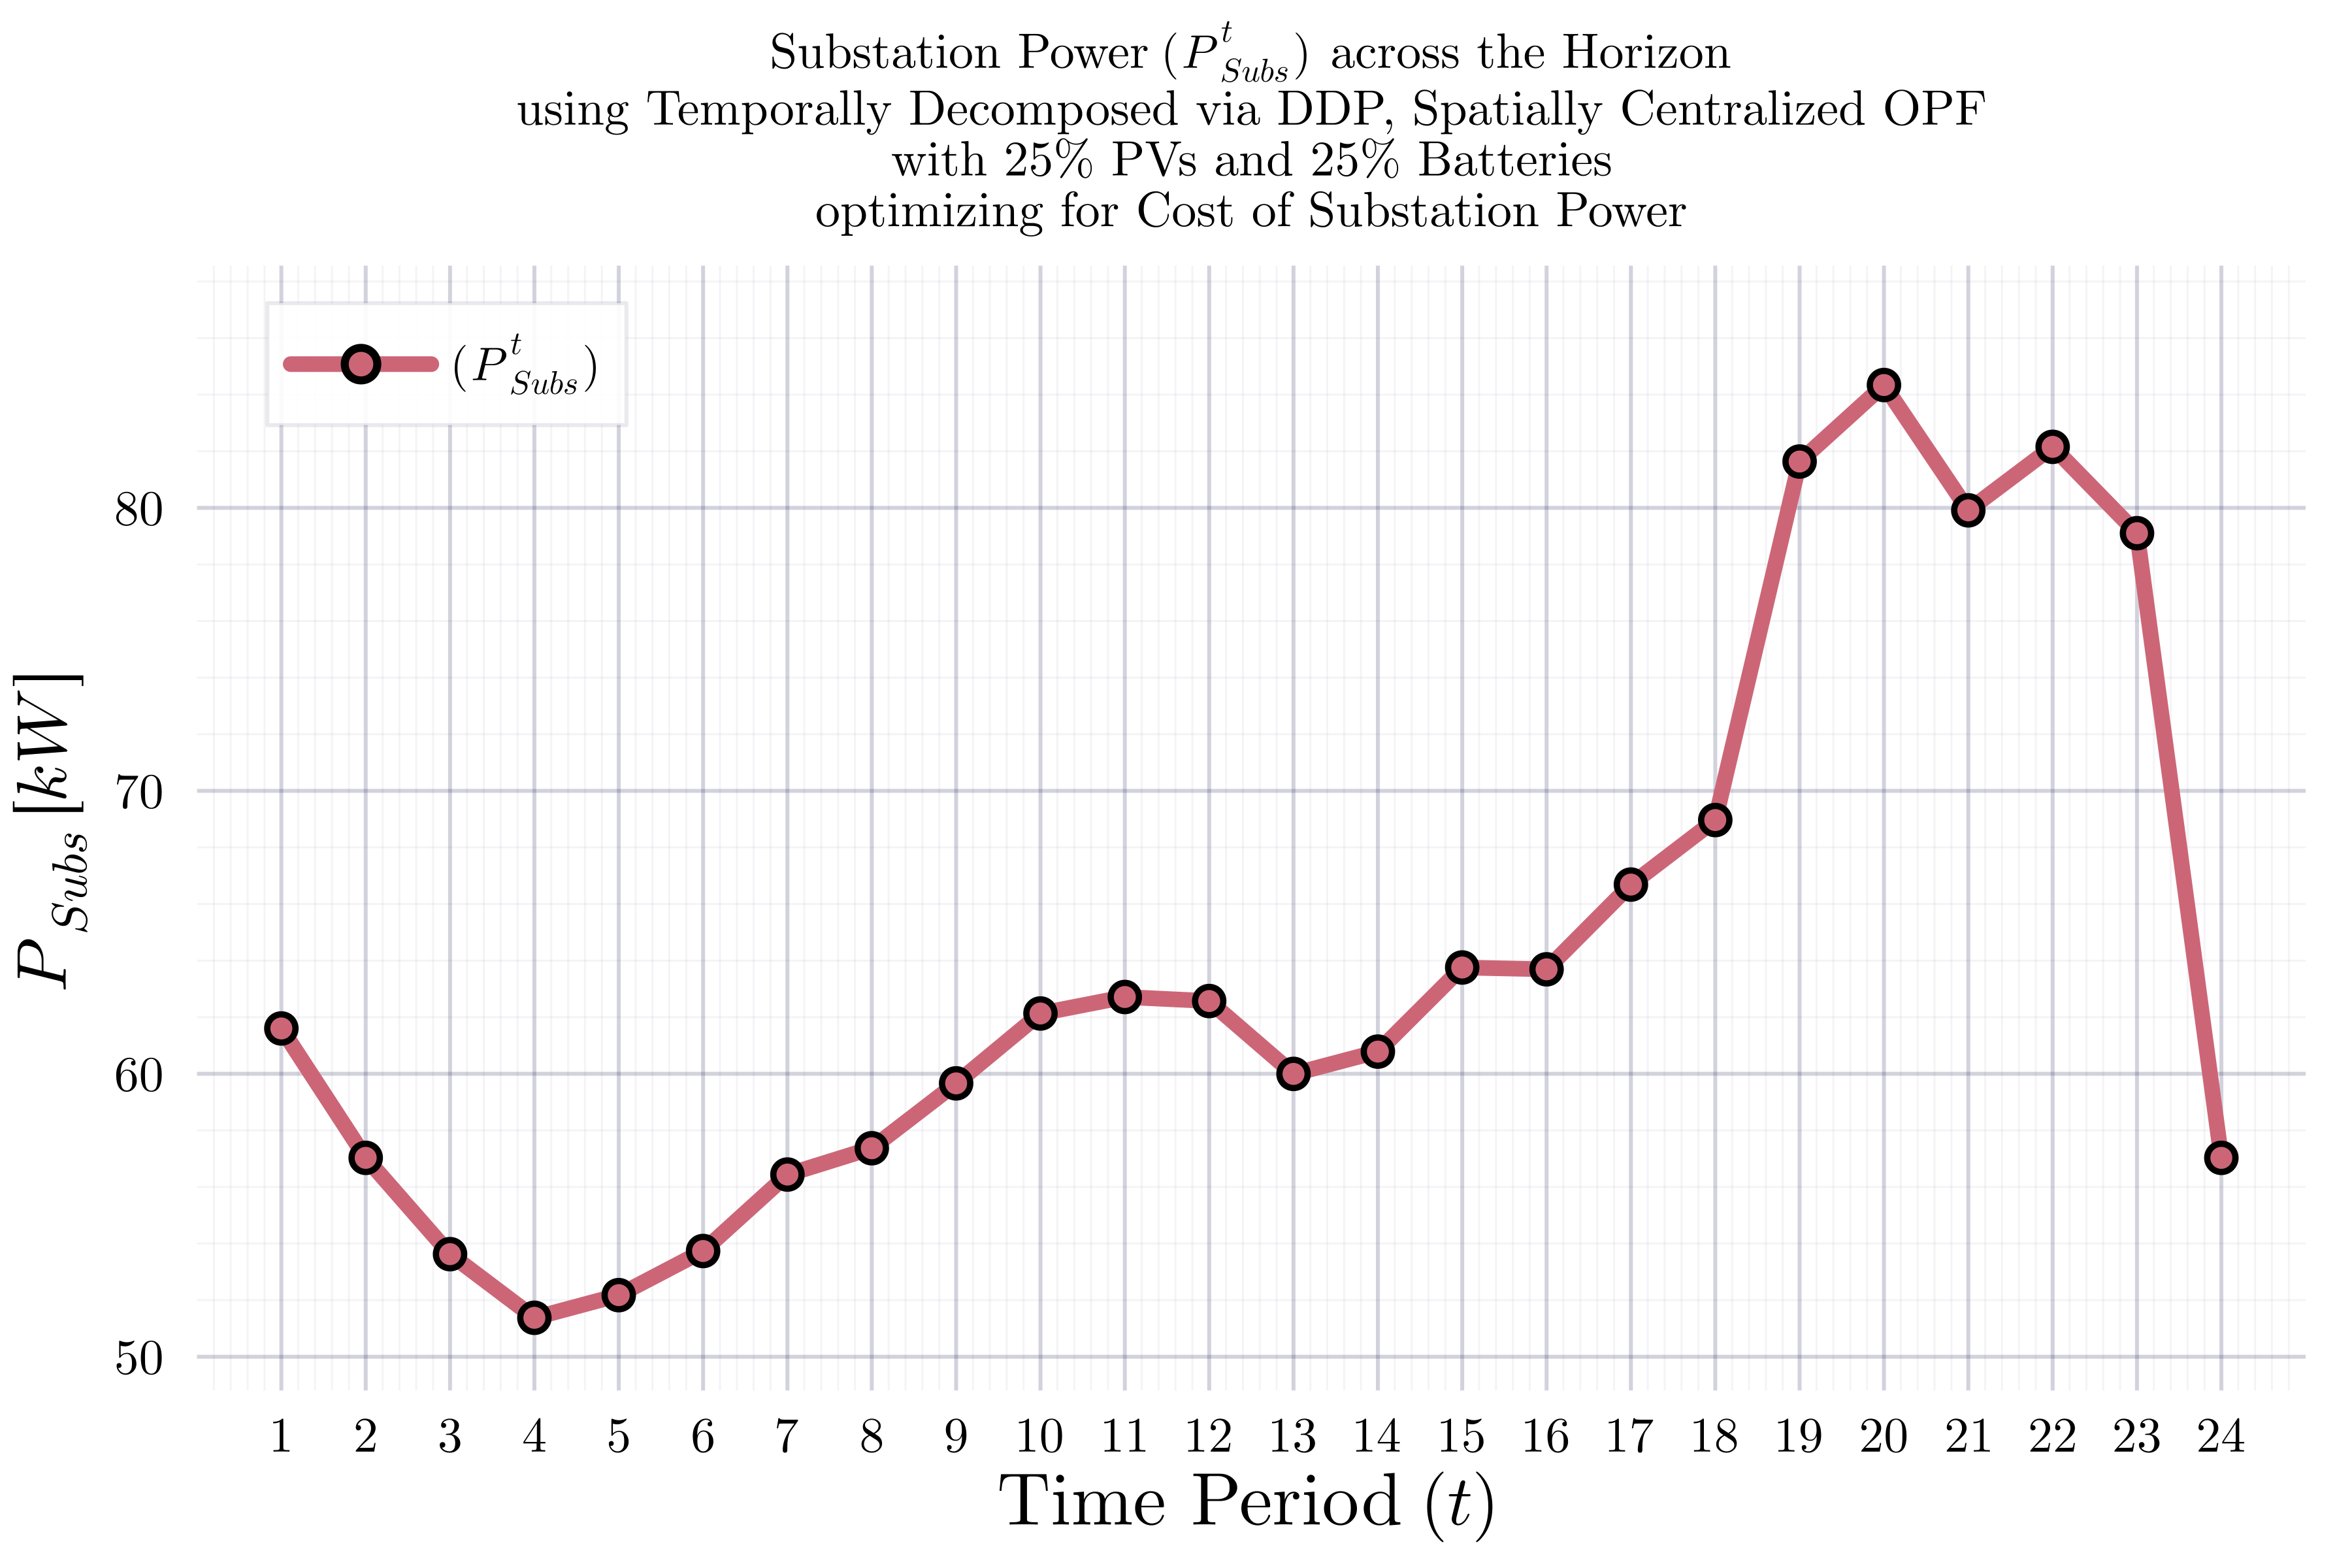 Substation Power (P^t_Subs) across the Horizon
using Temporally Decomposed via DDP, Spatially Centralized OPF
with 25% PVs and 25% Batteries
optimizing for Cost of Substation Power
(P^t_Subs)
80
70
60
50
P_Subs [kW]
1 2 3 4 5 6 7 8 9 10 11 12 13 14 15 16 17 18 19 20 21 22 23 24
Time Period (t)